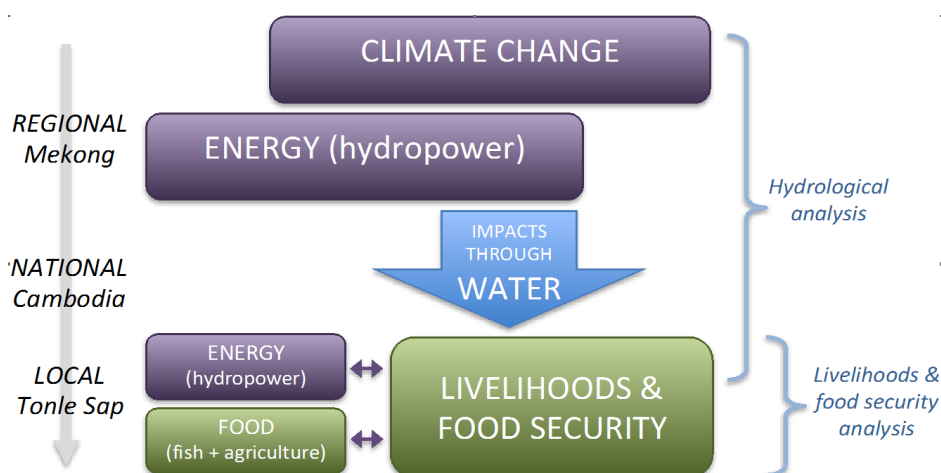 CLIMATE CHANGE
REGIONAL
Mekong
ENERGY (hydropower)
Hydrological
analysis
IMPACTS
THROUGH
WATER
NATIONAL
Cambodia
ENERGY
(hydropower)
LOCAL
Tonle Sap
LIVELIHOODS &
FOOD SECURITY
FOOD
(fish + agriculture)
Livelihoods &
food security
analysis